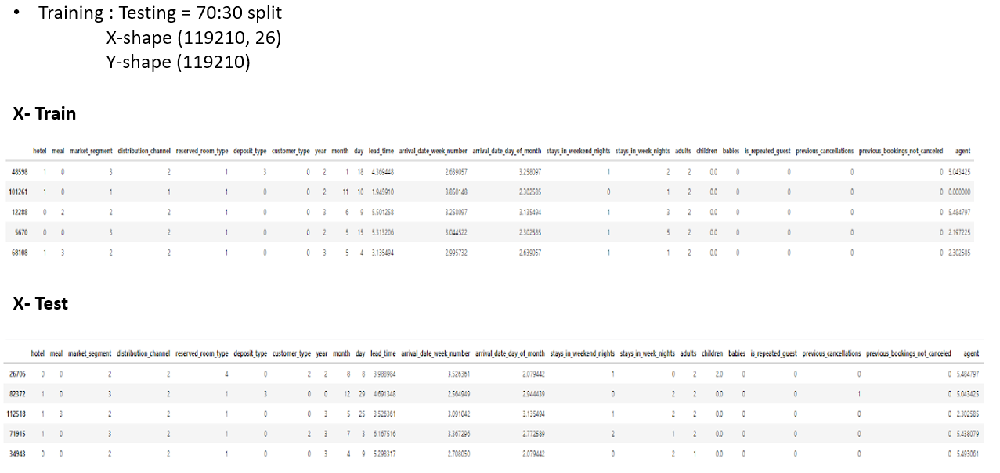 • Training : Testing = 70:30 split
X-shape (119210, 26)
Y-shape (119210)
X- Train
hotel meal market_segment distribution_channel reserved_room_type deposit_type customer_type year month day lead_time arrival_date_week_number arrival_date_day_of_month stays_in_weekend_nights stays_in_week_nights adults children babies is_repeated_guest previous_cancellations previous_bookings_not_canceled agent
48598 1 0 3 2 1 3 0 2 1 18 4.369448 2.639057 3.258097 1 2 2 0.0 0 0 0 0 5.043425
101261 1 0 1 1 1 0 0 2 11 10 1.945910 3.850148 2.302585 0 1 2 0.0 0 0 0 0 0.000000
12288 0 2 2 2 1 0 0 3 6 9 5.501258 3.258097 3.135494 1 3 2 0.0 0 0 0 0 5.484797
5670 0 0 3 2 1 0 0 2 5 15 5.313206 3.044522 2.302585 1 5 2 0.0 0 0 0 0 2.197225
68108 1 3 2 2 1 0 0 3 5 4 3.135494 2.995732 2.639057 1 1 2 0.0 0 0 0 0 2.302585
X- Test
hotel meal market_segment distribution_channel reserved_room_type deposit_type customer_type year month day lead_time arrival_date_week_number arrival_date_day_of_month stays_in_weekend_nights stays_in_week_nights adults children babies is_repeated_guest previous_cancellations previous_bookings_not_canceled agent
26706 0 0 2 2 4 0 2 2 8 8 3.988984 3.526361 2.079442 1 0 2 2.0 0 0 0 0 5.484797
82372 1 0 3 2 1 3 0 0 12 29 4.691348 2.564949 2.944439 0 2 2 0.0 0 0 1 0 5.043425
112518 1 3 2 2 1 0 0 3 5 25 3.526361 3.091042 3.135494 1 2 2 0.0 0 0 0 0 2.302585
71915 1 0 3 2 1 0 2 3 7 3 6.167516 3.367296 2.772589 2 1 2 0.0 0 0 0 0 5.438079
34943 0 0 2 2 1 0 0 3 4 9 5.298317 2.708050 2.079442 0 2 1 0.0 0 0 0 0 5.493061